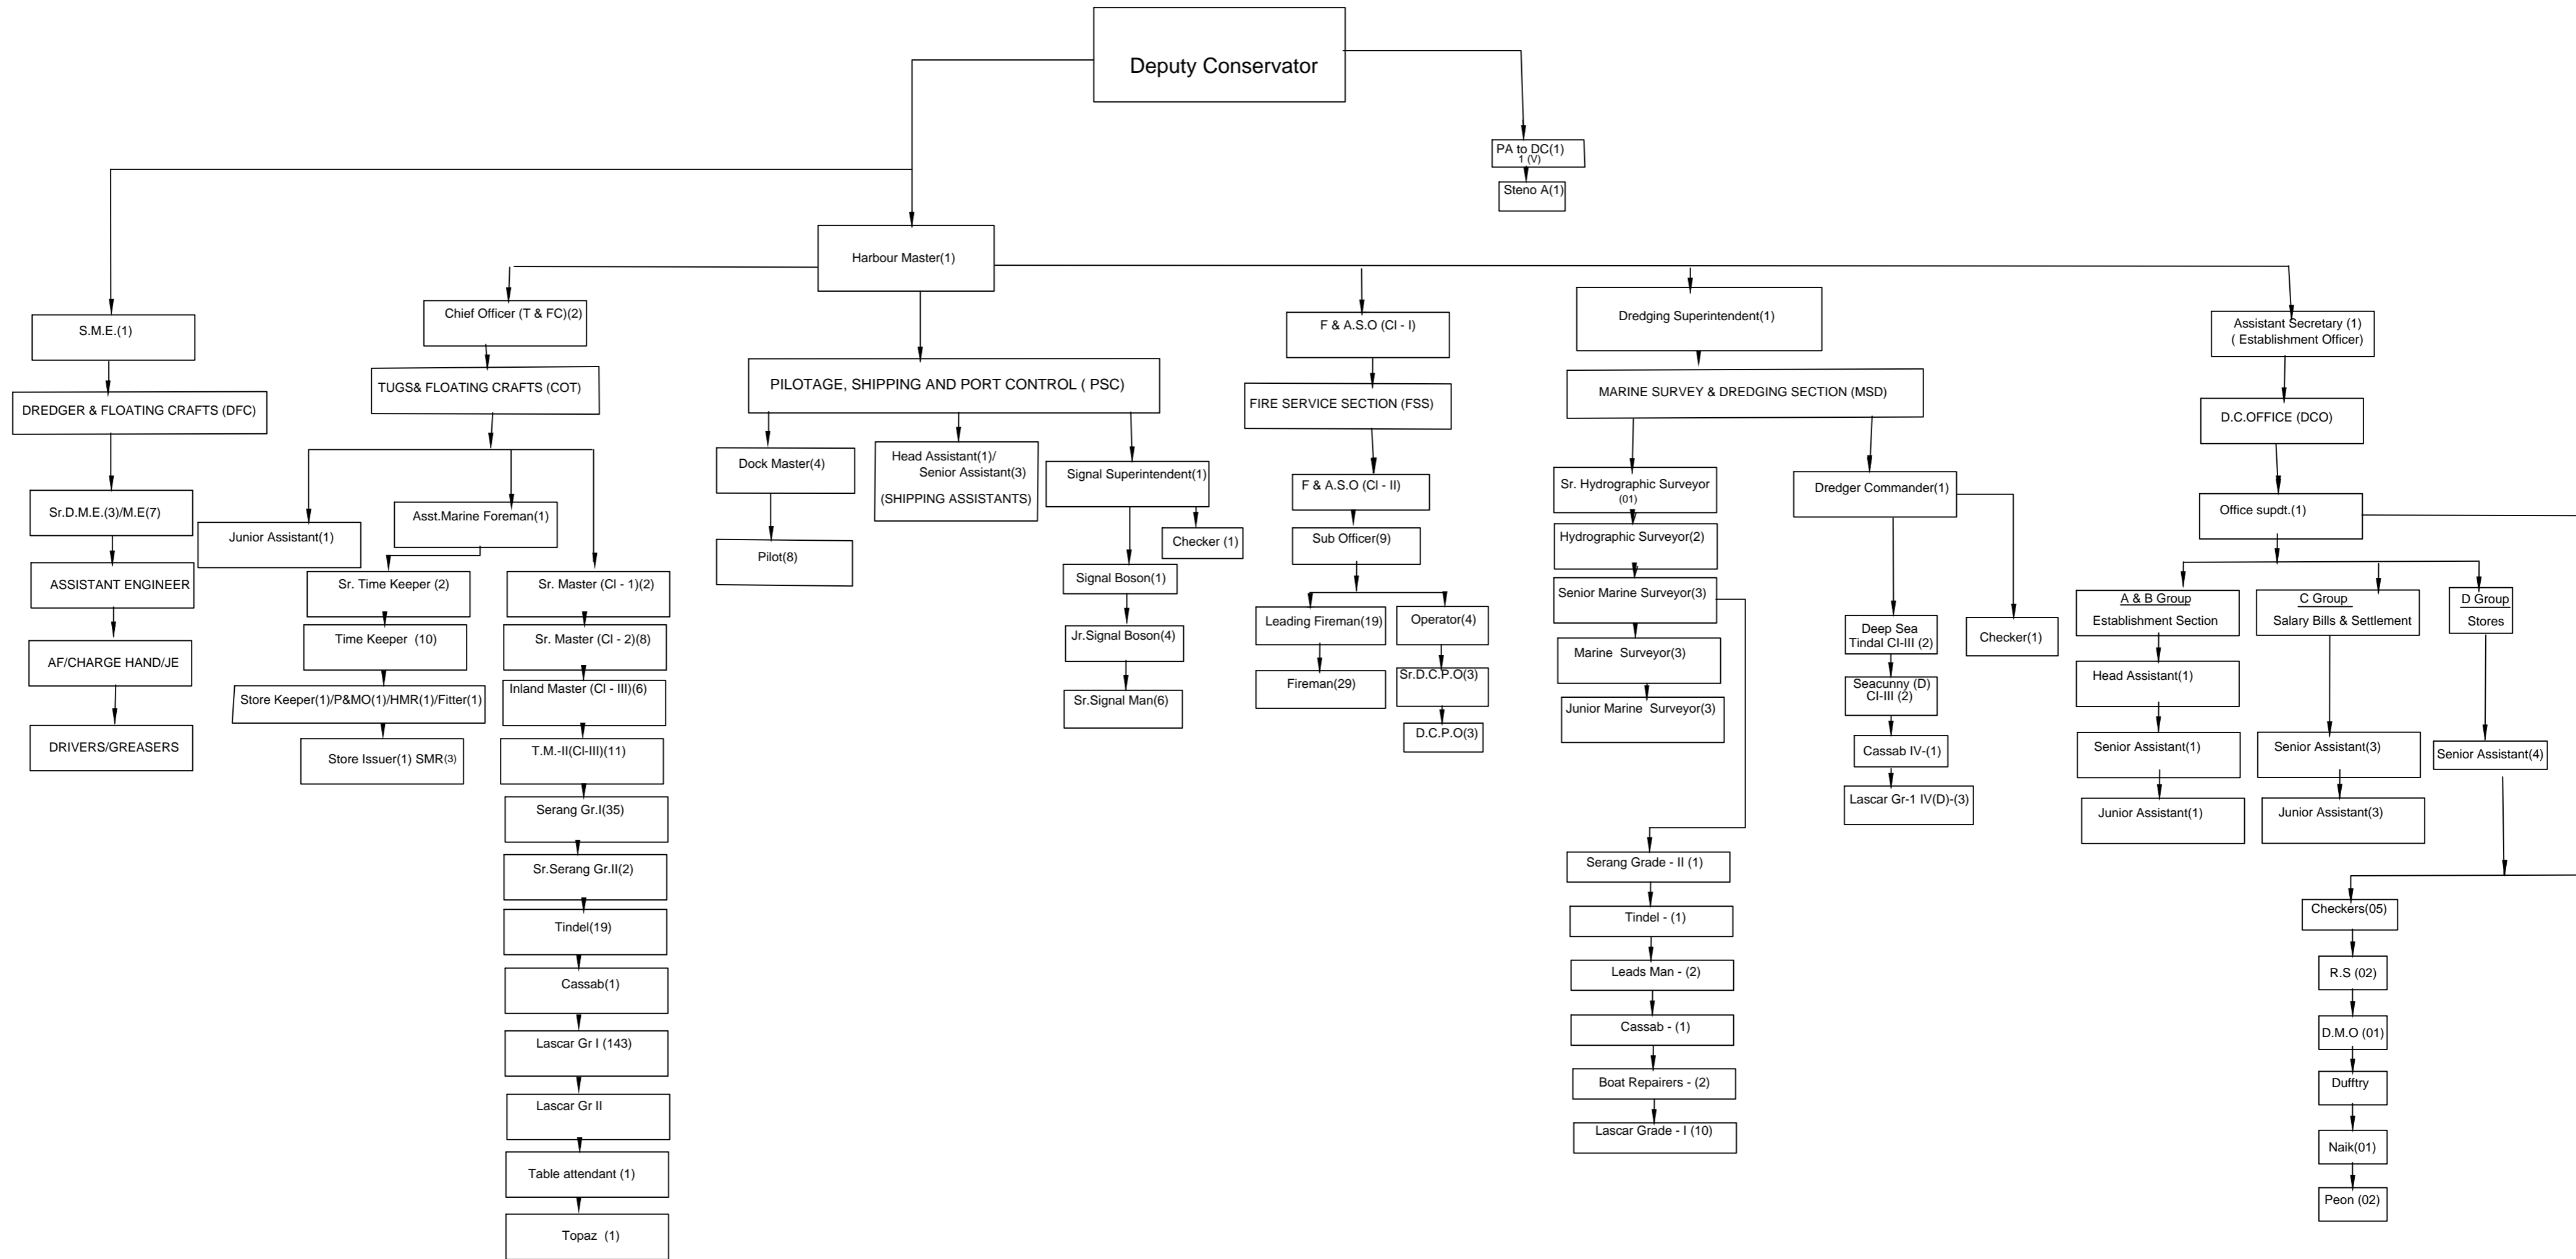 Deputy Conservator
PA to DC(1)
1 (V)
Steno A(1)
Harbour Master(1)
S.M.E.(1)
DREDGER & FLOATING CRAFTS (DFC)
Sr.D.M.E.(3)/M.E(7)
ASSISTANT ENGINEER
AF/CHARGE HAND/JE
DRIVERS/GREASERS
Chief Officer (T & FC)(2)
TUGS& FLOATING CRAFTS (COT)
Junior Assistant(1)
Asst.Marine Foreman(1)
Sr. Time Keeper (2)
Time Keeper (10)
Store Keeper(1)/P&MO(1)/HMR(1)/Fitter(1)
Store Issuer(1) SMR(3)
Sr. Master (Cl - 1)(2)
Sr. Master (Cl - 2)(8)
Inland Master (Cl - III)(6)
T.M.-II(Cl-III)(11)
Serang Gr.I(35)
Sr.Serang Gr.II(2)
Tindel(19)
Cassab(1)
Lascar Gr I (143)
Lascar Gr II
Table attendant (1)
Topaz (1)
PILOTAGE, SHIPPING AND PORT CONTROL ( PSC)
Dock Master(4)
Pilot(8)
Head Assistant(1)/
Senior Assistant(3)
(SHIPPING ASSISTANTS)
Signal Superintendent(1)
Checker (1)
Signal Boson(1)
Jr.Signal Boson(4)
Sr.Signal Man(6)
F & A.S.O (Cl - I)
FIRE SERVICE SECTION (FSS)
F & A.S.O (Cl - II)
Sub Officer(9)
Leading Fireman(19)
Fireman(29)
Operator(4)
Sr.D.C.P.O(3)
D.C.P.O(3)
Dredging Superintendent(1)
MARINE SURVEY & DREDGING SECTION (MSD)
Sr. Hydrographic Surveyor
(01)
Hydrographic Surveyor(2)
Senior Marine Surveyor(3)
Marine Surveyor(3)
Junior Marine Surveyor(3)
Serang Grade - II (1)
Tindel - (1)
Leads Man - (2)
Cassab - (1)
Boat Repairers - (2)
Lascar Grade - I (10)
Dredger Commander(1)
Deep Sea
Tindal Cl-III (2)
Seacunny (D)
Cl-III (2)
Cassab IV-(1)
Lascar Gr-1 IV(D)-(3)
Checker(1)
Assistant Secretary (1)
( Establishment Officer)
D.C.OFFICE (DCO)
Office supdt.(1)
A & B Group
Establishment Section
Head Assistant(1)
Senior Assistant(1)
Junior Assistant(1)
C Group
Salary Bills & Settlement
Senior Assistant(3)
Junior Assistant(3)
D Group
Stores
Senior Assistant(4)
Checkers(05)
R.S (02)
D.M.O (01)
Dufftry
Naik(01)
Peon (02)